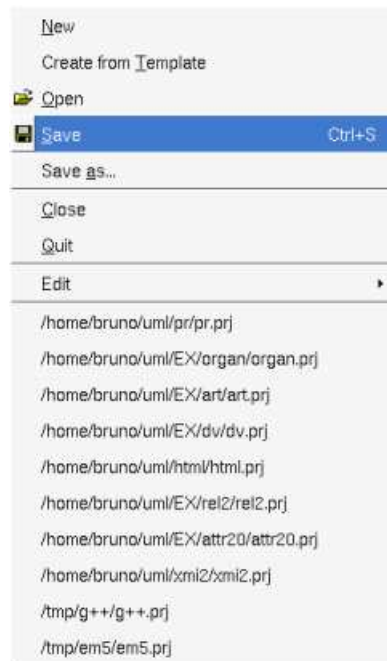 New
Create from Template
Open
Save Ctrl+S
Save as...
Close
Quit
Edit
/home/bruno/uml/pr/pr.prj
/home/bruno/uml/EX/organ/organ.prj
/home/bruno/uml/EX/art/art.prj
/home/bruno/uml/EX/dv/dv.prj
/home/bruno/uml/html/html.prj
/home/bruno/uml/EX/rel2/rel2.prj
/home/bruno/uml/EX/attr20/attr20.prj
/home/bruno/uml/xmi2/xmi2.prj
/tmp/g++/g++.prj
/tmp/em5/em5.prj